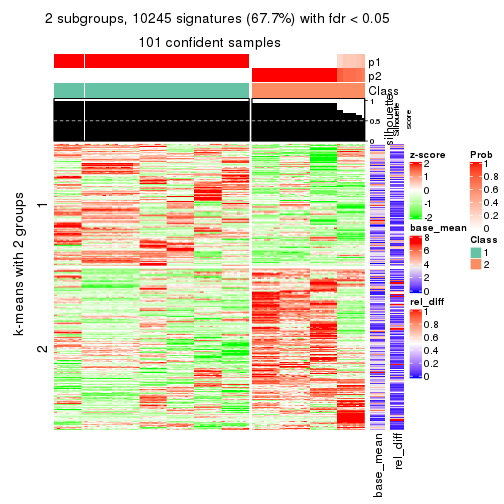 2 subgroups, 10245 signatures (67.7%) with fdr < 0.05
101 confident samples
p1
p2
Class
silhouette
Silhouette
score
1
0.5
0
k-means with 2 groups
1
2
base_mean
rel_diff
z-score
2
1
0
-1
-2
base_mean
8
6
4
2
0
rel_diff
1
0.8
0.6
0.4
0.2
0
Prob
1
0.8
0.6
0.4
0.2
0
Class
1
2